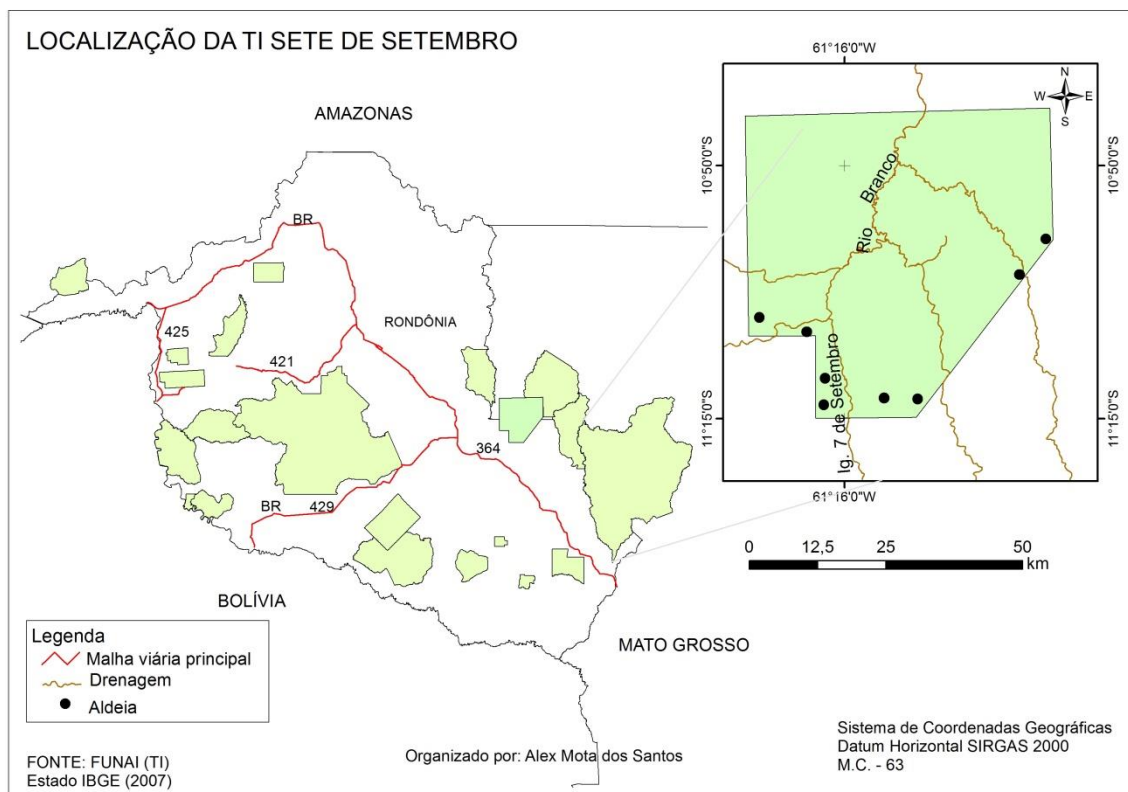 LOCALIZAÇÃO DA TI SETE DE SETEMBRO
AMAZONAS
BR
RONDÔNIA
425
421
364
BR
429
BOLÍVIA
MATO GROSSO
61°16'0"W
N
W E
S
10°50'0"S
10°50'0"S
Rio Branco
11°15'0"S
11°15'0"S
Ig. 7 de Setembro
61°16'0"W
0 12,5 25 50
km
Legenda
Malha viária principal
Drenagem
Aldeia
FONTE: FUNAI (TI)
Estado IBGE (2007)
Organizado por: Alex Mota dos Santos
Sistema de Coordenadas Geográficas
Datum Horizontal SIRGAS 2000
M.C. - 63